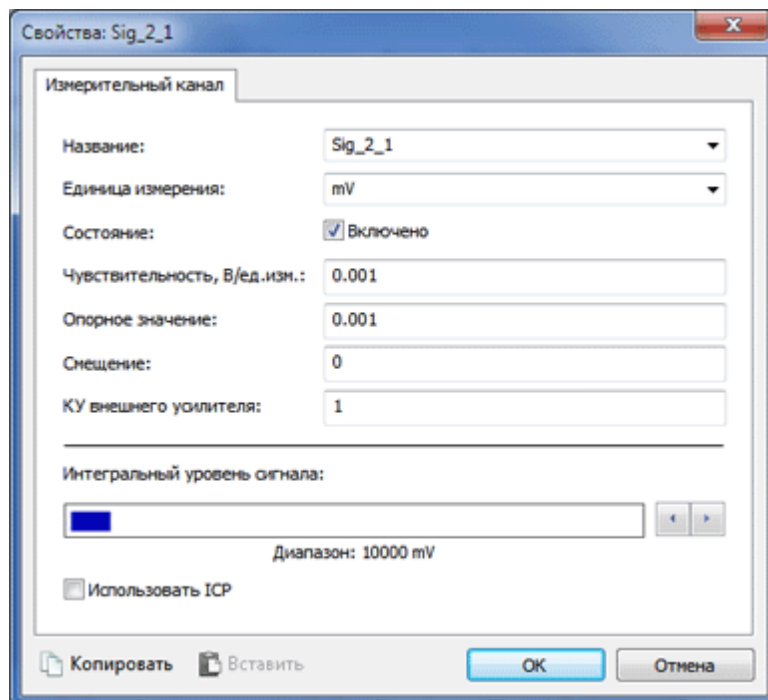 Свойства: Sig_2_1
Измерительный канал
Название: Sig_2_1
Единица измерения: mV
Состояние: Включено
Чувствительность, В/ед.изм.: 0.001
Опорное значение: 0.001
Смещение: 0
КУ внешнего усилителя: 1
Интегральный уровень сигнала:
Диапазон: 10000 mV
Использовать ICP
Копировать Вставить OK Отмена